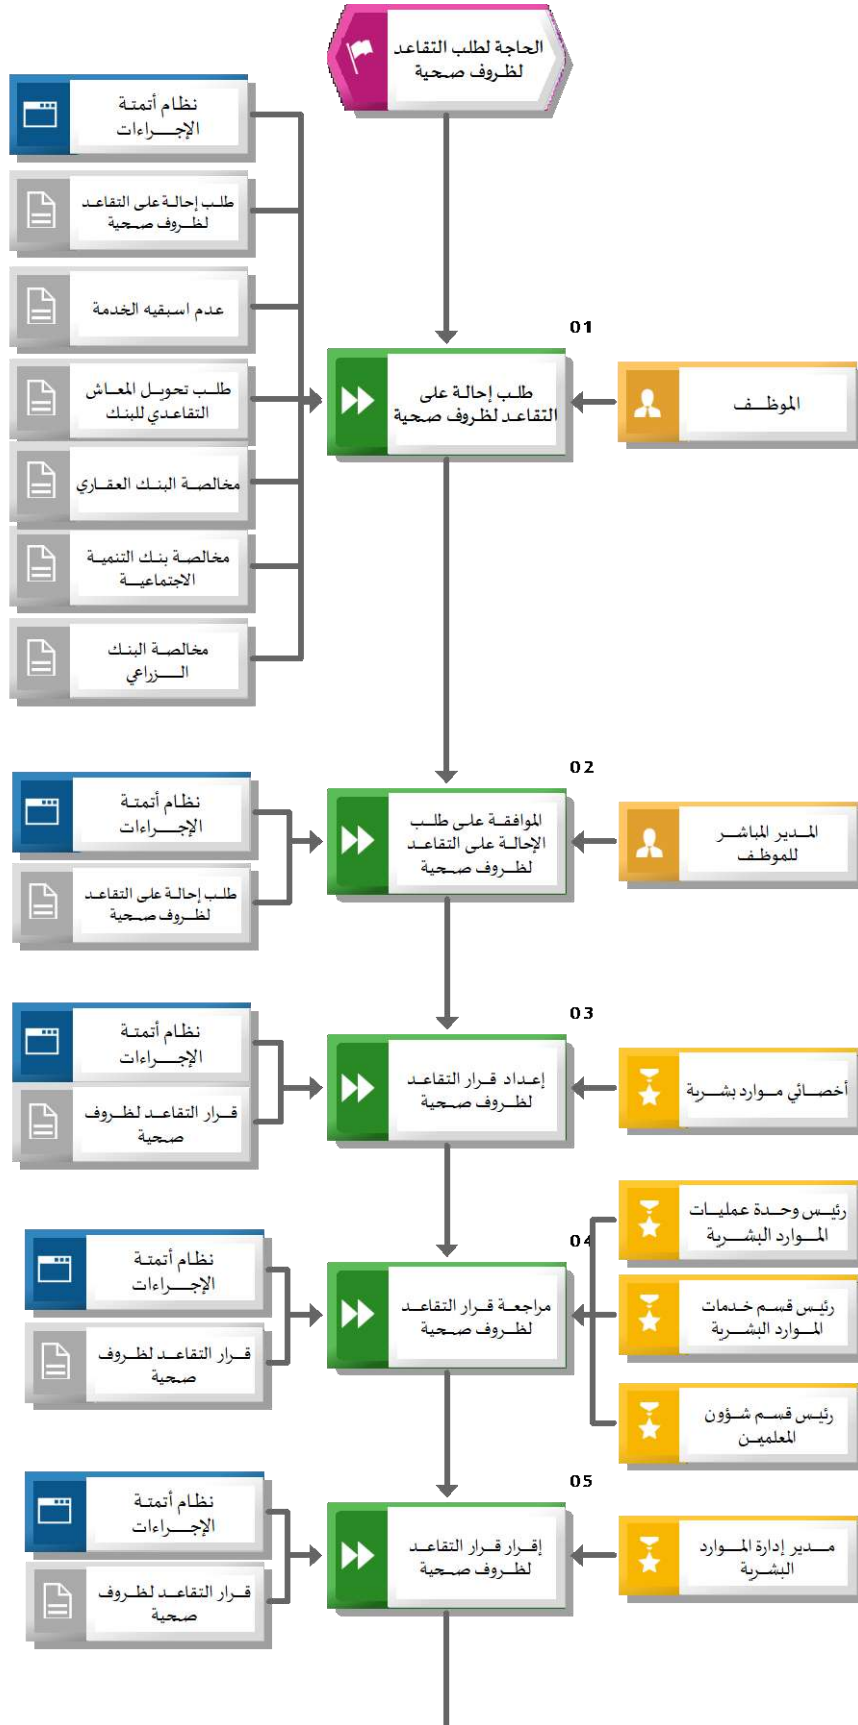 الحاجة لطلب التقاعد
لظروف صحية
نظام أتمتة
الإجراءات
طلب إحالة على التقاعد
لظروف صحية
عدم اسبقيه الخدمة
طلب تحويل المعاش
التقاعدي للبنك
مخالصة البنك العقاري
مخالصة بنك التنمية
الاجتماعية
مخالصة البنك
الزراعي
01
طلب إحالة على
التقاعد لظروف صحية
الموظف
02
الموافقة على طلب
الإحالة على التقاعد
لظروف صحية
المدير المباشر
للموظف
نظام أتمتة
الإجراءات
طلب إحالة على التقاعد
لظروف صحية
03
إعداد قرار التقاعد
لظروف صحية
أخصائي موارد بشرية
نظام أتمتة
الإجراءات
قرار التقاعد لظروف
صحية
04
مراجعة قرار التقاعد
لظروف صحية
رئيس وحدة عمليات
الموارد البشرية
رئيس قسم خدمات
الموارد البشرية
رئيس قسم شؤون
المعلمين
نظام أتمتة
الإجراءات
قرار التقاعد لظروف
صحية
05
إقرار قرار التقاعد
لظروف صحية
مدير إدارة الموارد
البشرية
نظام أتمتة
الإجراءات
قرار التقاعد لظروف
صحية